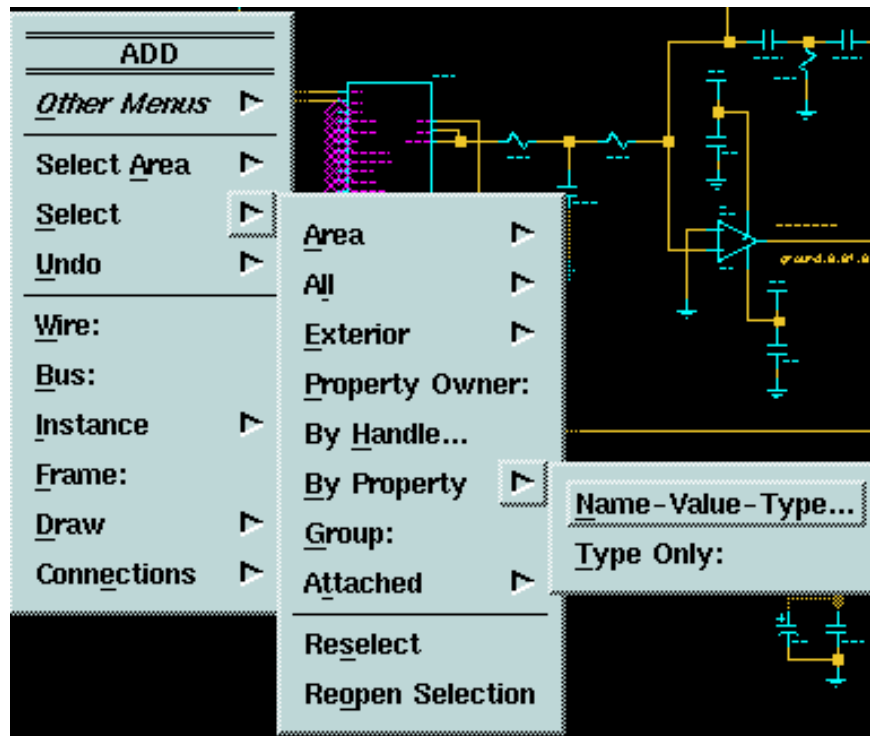 ADD
Other Menus
Select Area
Select
Undo
Wire:
Bus:
Instance
Frame:
Draw
Connections
Area
All
Exterior
Property Owner:
By Handle...
By Property
Group:
Attached
Reselect
Reopen Selection
Name-Value-Type...
Type Only: